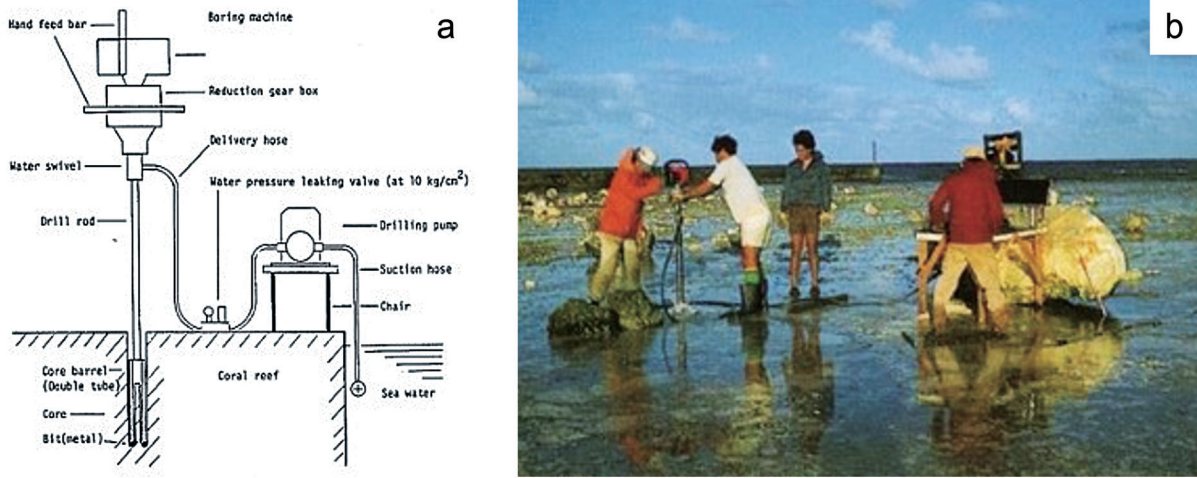 a
b
Hand feed bar
Boring machine
Reduction gear box
Delivery hose
Water swivel
Water pressure leaking valve (at 10 kg/cm²)
Drill rod
Drilling pump
Suction hose
Chair
Core barrel
(Double tube)
Coral reef
Sea water
Core
Bit(metal)